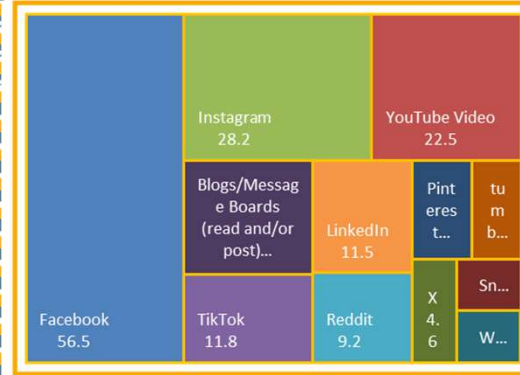 Facebook
56.5
Instagram
28.2
YouTube Video
22.5
Blogs/Messag
e Boards
(read and/or
post)...
TikTok
11.8
LinkedIn
11.5
Reddit
9.2
Pint
eres
t...
tu
m
b...
X
4.
6
Sn...
W...